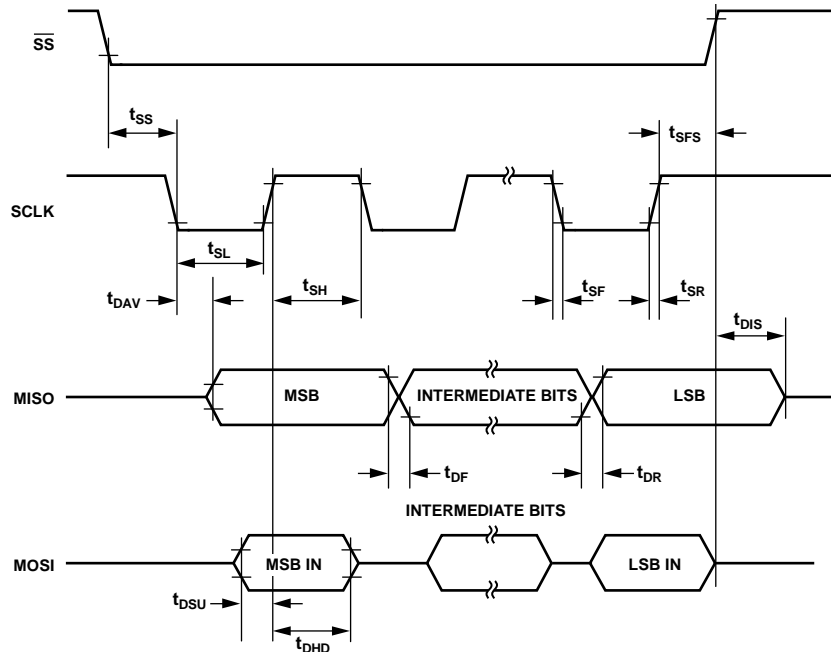 SS
tSS
tSFS
SCLK
tSL
tSH
tSF
tSR
tDAV
tDIS
MISO
MSB
INTERMEDIATE BITS
LSB
tDF
tDR
INTERMEDIATE BITS
MOSI
MSB IN
LSB IN
tDSU
tDHD